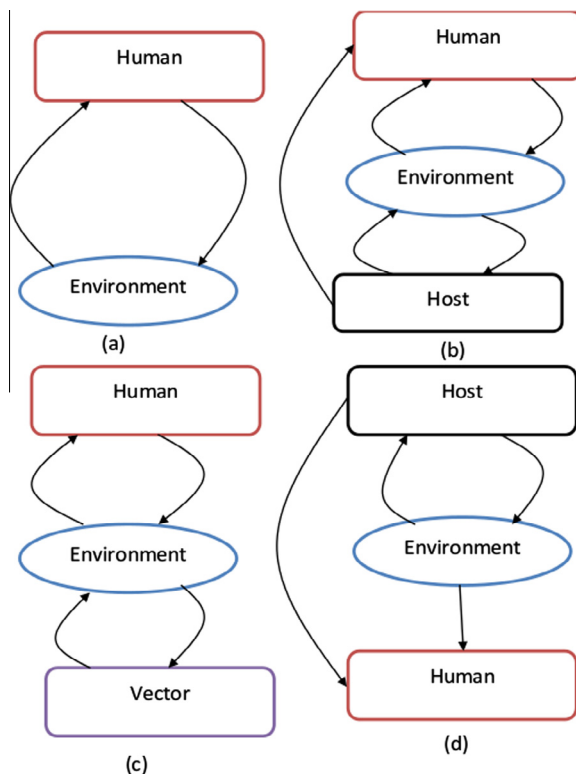 Human
Environment
(a)
Human
Environment
Host
(b)
Human
Environment
Vector
(c)
Host
Environment
Human
(d)